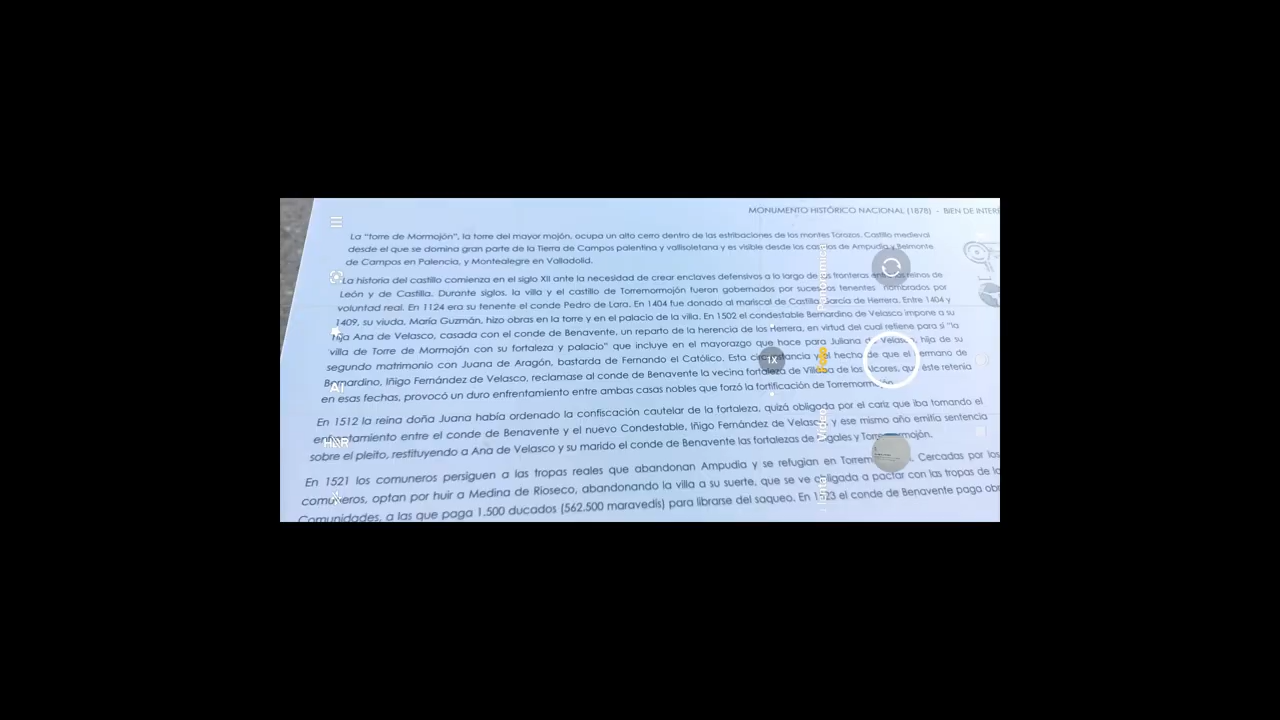 MONUMENTO HISTÓRICO NACIONAL (1878) - BIEN DE INTER
La "torre de Mormojón", la torre del mayor mojón, ocupa un alto cerro dentro de las estribaciones de los montes Torozos. Castillo medieval
desde el que se domina gran parte de la Tierra de Campos palentina y vallisoletana y es visible desde los castillos de Ampudia y Belmonte
de Campos en Palencia, y Montealegre en Valladolid.
La historia del castillo comienza en el siglo XII ante la necesidad de crear enclaves defensivos a lo largo de las fronteras entre los reinos de
León y de Castilla. Durante siglos, la villa y el castillo de Torremormojón fueron gobernados por sucesivos tenentes nombrados por
voluntad real. En 1124 era su tenente el conde Pedro de Lara. En 1404 fue donado al mariscal de Castilla García de Herrera. Entre 1404 y
1409, su viuda, María Guzmán, hizo obras en la torre y en el palacio de la villa. En 1502 el condestable Bernardino de Velasco impone a su
hija Ana de Velasco, casada con el conde de Benavente, un reparto de la herencia de los Herrera, en virtud del cual retiene para sí "la
villa de Torre de Mormojón con su fortaleza y palacio" que incluye en el mayorazgo que hace para Juliana de Velasco, hija de su
segundo matrimonio con Juana de Aragón, bastarda de Fernando el Católico. Esta circunstancia y el hecho de que el hermano de
Bernardino, Iñigo Fernández de Velasco, reclamase al conde de Benavente la vecina fortaleza de Villalba de los Alcores, que éste retenía
en esas fechas, provocó un duro enfrentamiento entre ambas casas nobles que forzó la fortificación de Torremormojón.
En 1512 la reina doña Juana había ordenado la confiscación cautelar de la fortaleza, quizá obligada por el cariz que iba tomando el
enfrentamiento entre el conde de Benavente y el nuevo Condestable, Iñigo Fernández de Velasco, y ese mismo año emitía sentencia
sobre el pleito, restituyendo a Ana de Velasco y su marido el conde de Benavente las fortalezas de Cigales y Torremormojón.
En 1521 los comuneros persiguen a las tropas reales que abandonan Ampudia y se refugian en Torremormojón. Cercadas por los
comuneros, optan por huir a Medina de Rioseco, abandonando la villa a su suerte, que se ve obligada a pactar con las tropas de la
Comunidades, a las que paga 1.500 ducados (562.500 maravedís) para librarse del saqueo. En 1523 el conde de Benavente paga obr
1X
AI
HDR
Foto
Vídeo